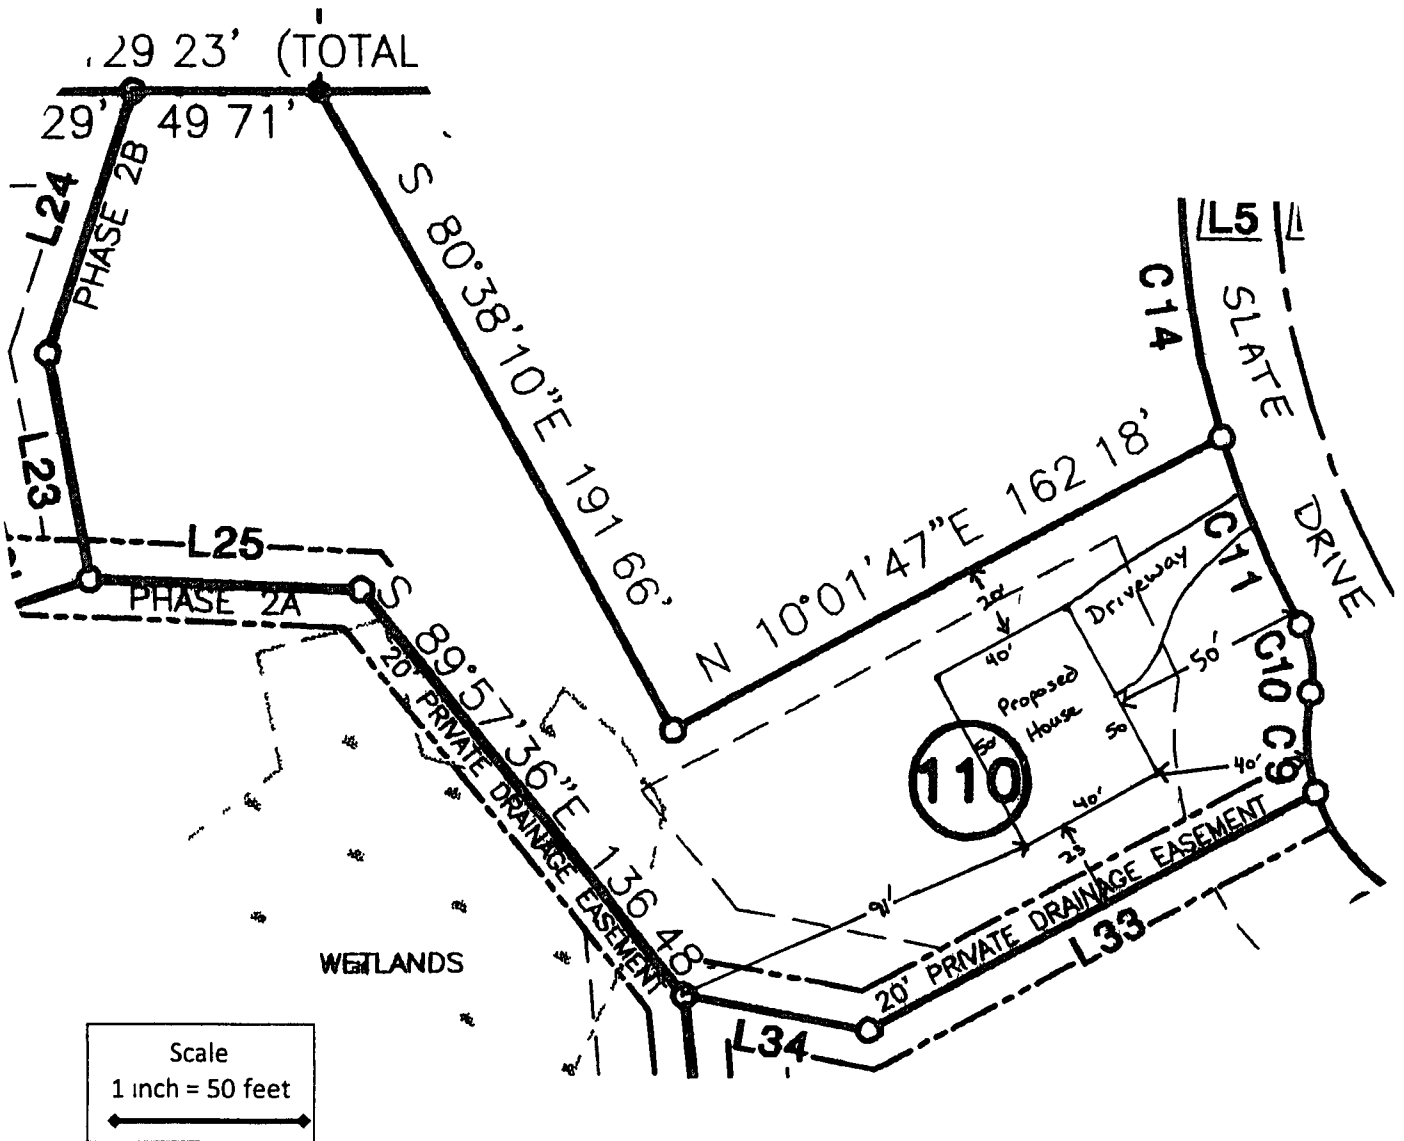 29 23' (TOTAL
29' 49 71'
L24
PHASE 2B
S 80°38'10"E 191 66'
L5
C14
SLATE DRIVE
L23
L25
PHASE 2A
S 89°57'36"E 136 48
20' PRIVATE DRAINAGE EASEMENT
N 10°01'47"E 162 18'
C11
Driveway
20'
40'
50'
C10
Proposed
House
50
50'
110
C9
40'
40'
23
91'
20' PRIVATE DRAINAGE EASEMENT
L33
WETLANDS
L34
Scale
1 inch = 50 feet